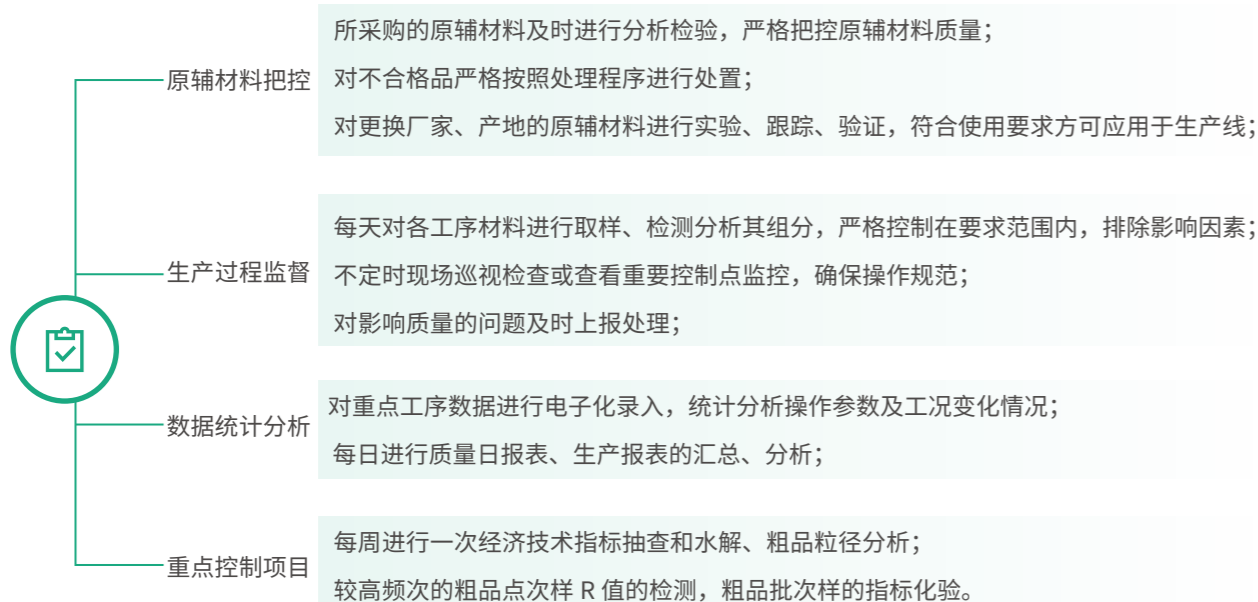 原辅材料把控
所采购的原辅材料及时进行分析检验，严格把控原辅材料质量；
对不合格品严格按照处理程序进行处置；
对更换厂家、产地的原辅材料进行实验、跟踪、验证，符合使用要求方可应用于生产线；
生产过程监督
每天对各工序材料进行取样、检测分析其组分，严格控制在要求范围内，排除影响因素；
不定时现场巡视检查或查看重要控制点监控，确保操作规范；
对影响质量的问题及时上报处理；
数据统计分析
对重点工序数据进行电子化录入，统计分析操作参数及工况变化情况；
每日进行质量日报表、生产报表的汇总、分析；
重点控制项目
每周进行一次经济技术指标抽查和水解、粗品粒径分析；
较高频次的粗品点次样 R 值的检测，粗品批次样的指标化验。